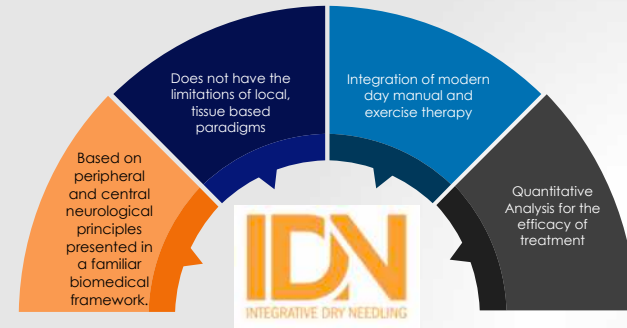 Based on
peripheral
and central
neurological
principles
presented in
a familiar
biomedical
framework.
Does not have the
limitations of local,
tissue based
paradigms
Integration of modern
day manual and
exercise therapy
Quantitative
Analysis for the
efficacy of
treatment
IDN
INTEGRATIVE DRY NEEDLING